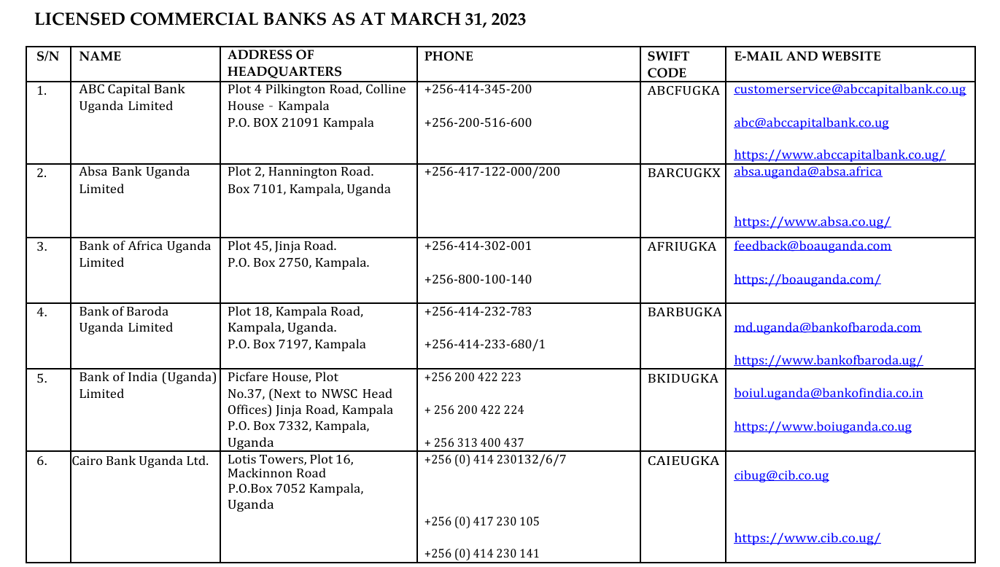 LICENSED COMMERCIAL BANKS AS AT MARCH 31, 2023
S/N NAME ADDRESS OF HEADQUARTERS PHONE SWIFT CODE E-MAIL AND WEBSITE
1.
ABC Capital Bank
Uganda Limited
Plot 4 Pilkington Road, Colline
House - Kampala
P.O. BOX 21091 Kampala
+256-414-345-200
+256-200-516-600
ABCFUGKA
customerservice@abccapitalbank.co.ug
abc@abccapitalbank.co.ug
https://www.abccapitalbank.co.ug/
2.
Absa Bank Uganda
Limited
Plot 2, Hannington Road.
Box 7101, Kampala, Uganda
+256-417-122-000/200
BARCUGKX
absa.uganda@absa.africa
https://www.absa.co.ug/
3.
Bank of Africa Uganda
Limited
Plot 45, Jinja Road.
P.O. Box 2750, Kampala.
+256-414-302-001
+256-800-100-140
AFRIUGKA
feedback@boauganda.com
https://boauganda.com/
4.
Bank of Baroda
Uganda Limited
Plot 18, Kampala Road,
Kampala, Uganda.
P.O. Box 7197, Kampala
+256-414-232-783
+256-414-233-680/1
BARBUGKA
md.uganda@bankofbaroda.com
https://www.bankofbaroda.ug/
5.
Bank of India (Uganda)
Limited
Picfare House, Plot
No.37, (Next to NWSC Head
Offices) Jinja Road, Kampala
P.O. Box 7332, Kampala,
Uganda
+256 200 422 223
+ 256 200 422 224
+ 256 313 400 437
BKIDUGKA
boiul.uganda@bankofindia.co.in
https://www.boiuganda.co.ug
6.
Cairo Bank Uganda Ltd.
Lotis Towers, Plot 16,
Mackinnon Road
P.O.Box 7052 Kampala,
Uganda
+256 (0) 414 230132/6/7
+256 (0) 417 230 105
+256 (0) 414 230 141
CAIEUGKA
cibug@cib.co.ug
https://www.cib.co.ug/